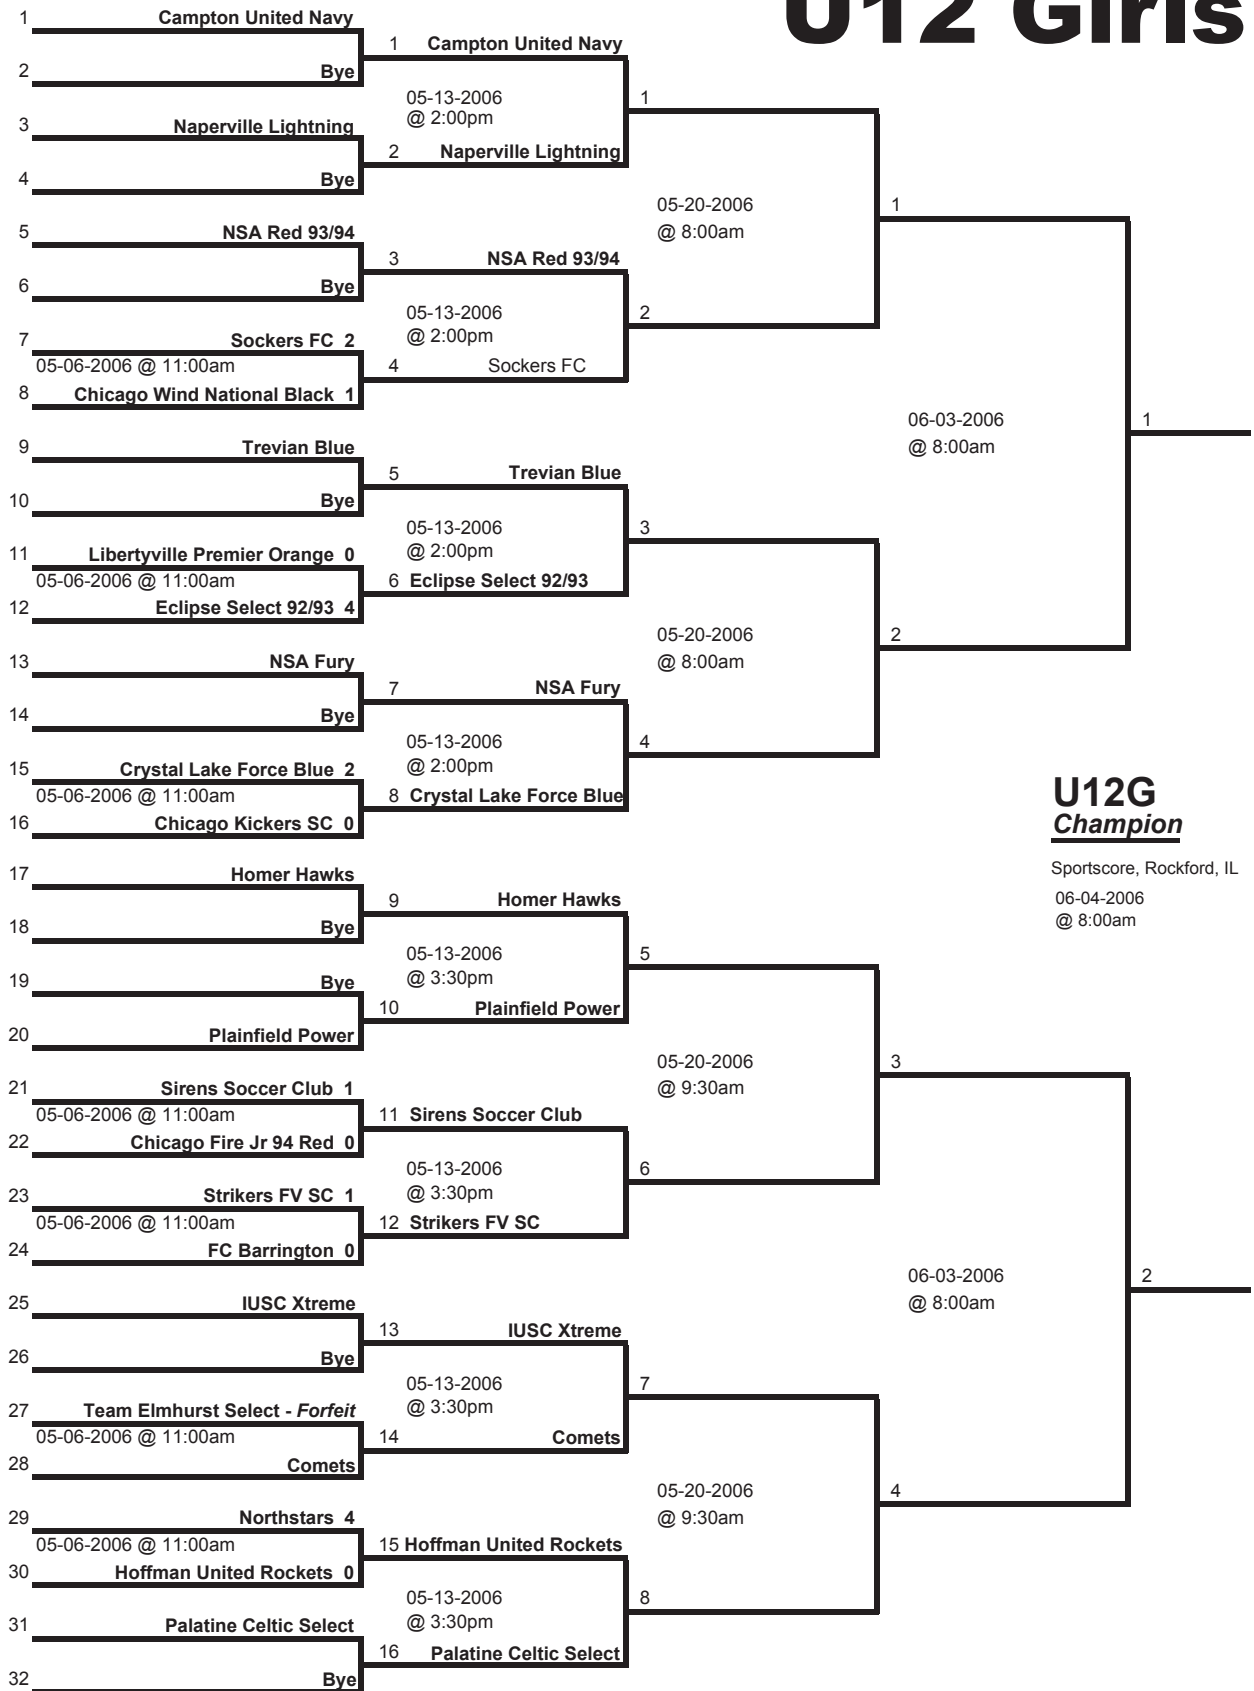 U12 Girls
1 Campton United Navy
2 Bye
3 Naperville Lightning
4 Bye
5 NSA Red 93/94
6 Bye
7 Sockers FC 2
05-06-2006 @ 11:00am
8 Chicago Wind National Black 1
9 Trevian Blue
10 Bye
11 Libertyville Premier Orange 0
05-06-2006 @ 11:00am
12 Eclipse Select 92/93 4
13 NSA Fury
14 Bye
15 Crystal Lake Force Blue 2
05-06-2006 @ 11:00am
16 Chicago Kickers SC 0
17 Homer Hawks
18 Bye
19 Bye
20 Plainfield Power
21 Sirens Soccer Club 1
05-06-2006 @ 11:00am
22 Chicago Fire Jr 94 Red 0
23 Strikers FV SC 1
05-06-2006 @ 11:00am
24 FC Barrington 0
25 IUSC Xtreme
26 Bye
27 Team Elmhurst Select - Forfeit
05-06-2006 @ 11:00am
28 Comets
29 Northstars 4
05-06-2006 @ 11:00am
30 Hoffman United Rockets 0
31 Palatine Celtic Select
32 Bye
1 Campton United Navy
05-13-2006
@ 2:00pm
2 Naperville Lightning
3 NSA Red 93/94
05-13-2006
@ 2:00pm
4 Sockers FC
5 Trevian Blue
05-13-2006
@ 2:00pm
6 Eclipse Select 92/93
7 NSA Fury
05-13-2006
@ 2:00pm
8 Crystal Lake Force Blue
9 Homer Hawks
05-13-2006
@ 3:30pm
10 Plainfield Power
11 Sirens Soccer Club
05-13-2006
@ 3:30pm
12 Strikers FV SC
13 IUSC Xtreme
05-13-2006
@ 3:30pm
14 Comets
15 Hoffman United Rockets
05-13-2006
@ 3:30pm
16 Palatine Celtic Select
1
05-20-2006
@ 8:00am
2
3
05-20-2006
@ 8:00am
4
5
05-20-2006
@ 9:30am
6
7
05-20-2006
@ 9:30am
8
1
06-03-2006
@ 8:00am
2
3
06-03-2006
@ 8:00am
4
1
U12G
Champion
Sportscore, Rockford, IL
06-04-2006
@ 8:00am
2